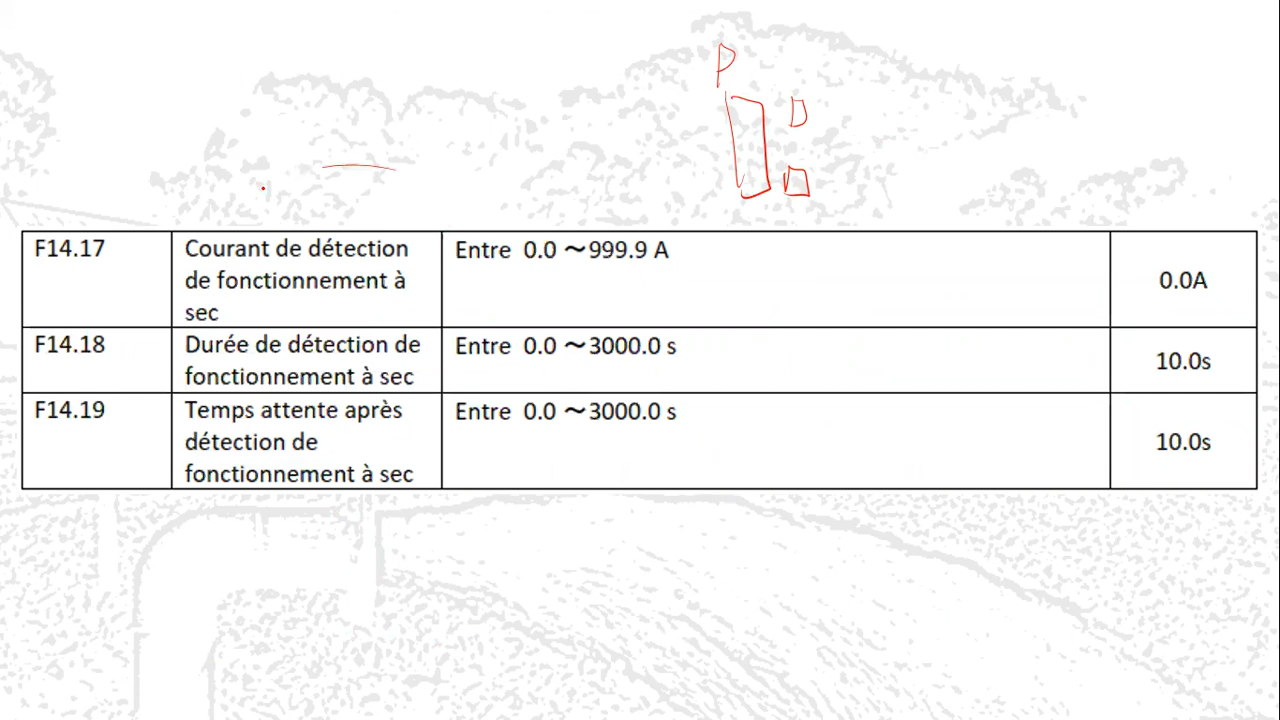 P
D
F14.17 Courant de détection de fonctionnement à sec Entre 0.0 ～999.9 A 0.0A
F14.18 Durée de détection de fonctionnement à sec Entre 0.0 ～3000.0 s 10.0s
F14.19 Temps attente après détection de fonctionnement à sec Entre 0.0 ～3000.0 s 10.0s